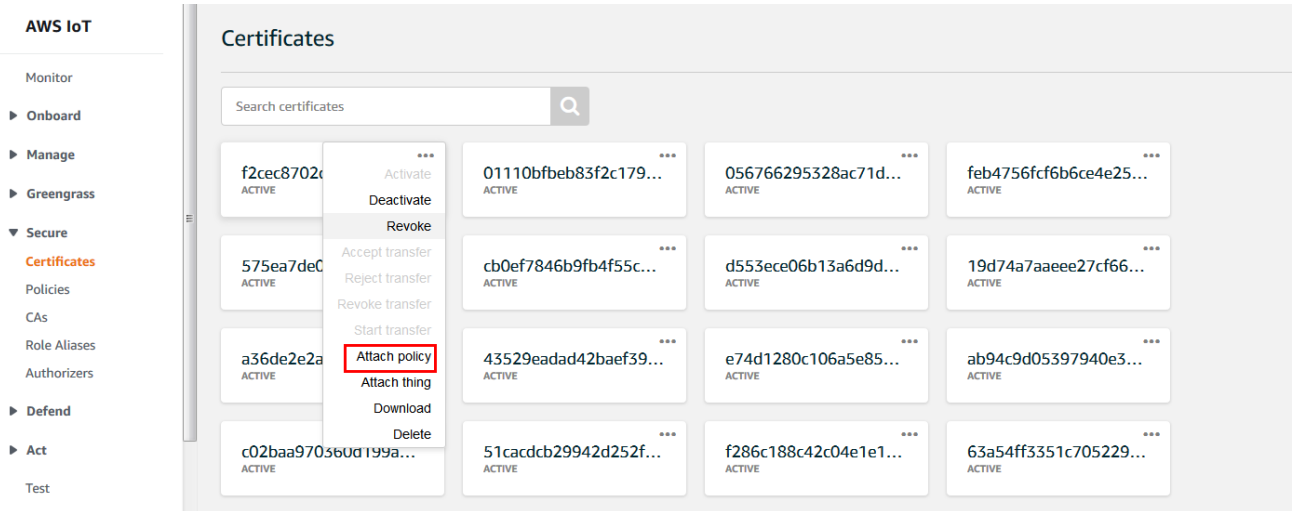 AWS IoT
Monitor
Onboard
Manage
Greengrass
Secure
Certificates
Policies
CAs
Role Aliases
Authorizers
Defend
Act
Test
Certificates
Search certificates
f2cec8702
ACTIVE
Activate
Deactivate
Revoke
Accept transfer
Reject transfer
Revoke transfer
Start transfer
Attach policy
Attach thing
Download
Delete
01110bfbeb83f2c179...
ACTIVE
056766295328ac71d...
ACTIVE
feb4756fcf6b6ce4e25...
ACTIVE
575ea7de0
ACTIVE
cb0ef7846b9fb4f55c...
ACTIVE
d553ece06b13a6d9d...
ACTIVE
19d74a7aaeee27cf66...
ACTIVE
a36de2e2a
ACTIVE
43529eadad42baef39...
ACTIVE
e74d1280c106a5e85...
ACTIVE
ab94c9d05397940e3...
ACTIVE
c02baa970360d199a...
ACTIVE
51cacdcb29942d252f...
ACTIVE
f286c188c42c04e1e1...
ACTIVE
63a54ff3351c705229...
ACTIVE